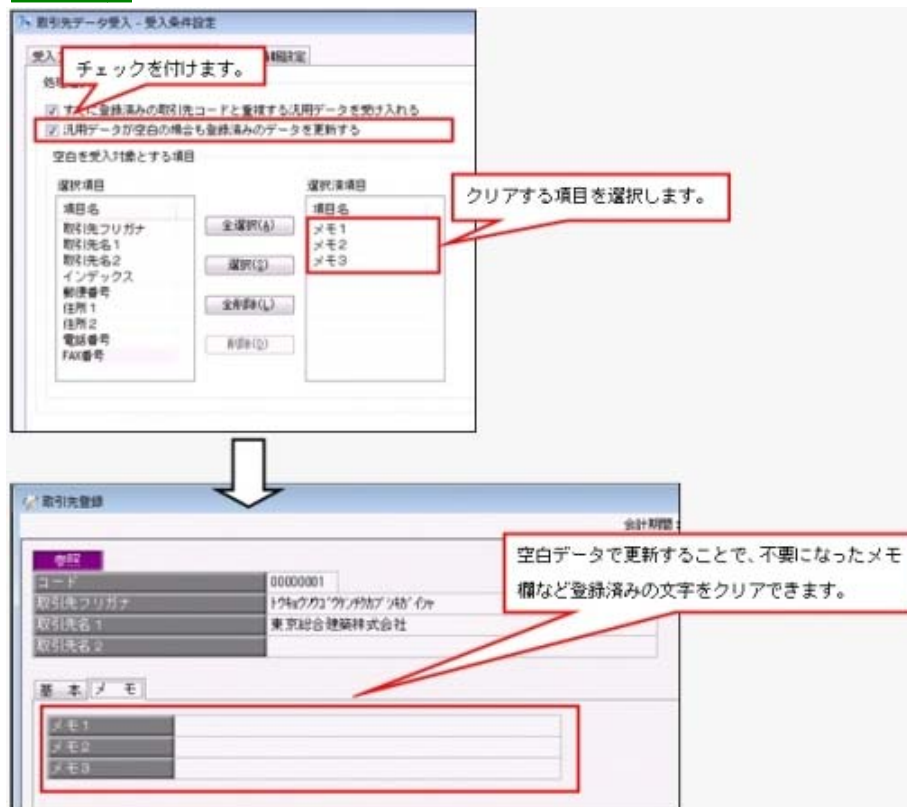 取引先データ受入 - 受入条件設定
受入
チェックを付けます。
すでに登録済みの取引先コードと重複する汎用データを受け入れる
汎用データが空白の場合も登録済みのデータを更新する
空白を受入対象とする項目
選択項目
選択済項目
クリアする項目を選択します。
項目名
取引先フリガナ
取引先名1
取引先名2
インデックス
郵便番号
住所1
住所2
電話番号
FAX番号
全選択(A)
選択(S)
全削除(L)
削除(D)
項目名
メモ1
メモ2
メモ3
取引先登録
会計期間:
空白データで更新することで、不要になったメモ
欄など登録済みの文字をクリアできます。
参照
コード 00000001
取引先フリガナ
取引先名1 東京総合建築株式会社
取引先名2
基 本 メ モ
メモ1
メモ2
メモ3